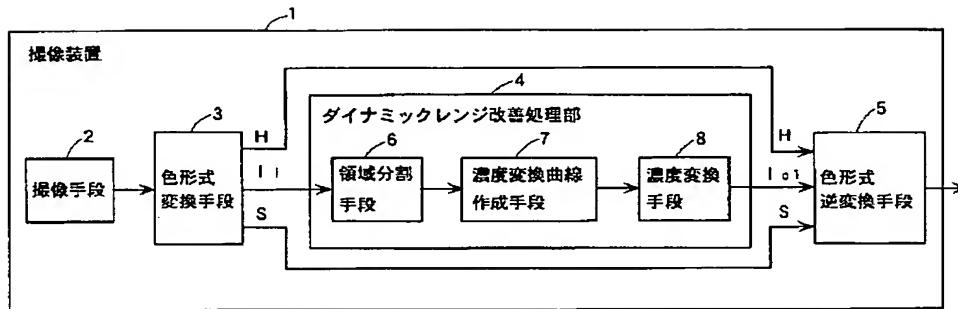 1
撮像装置
4
ダイナミックレンジ改善処理部
2
撮像手段
3
色形式
変換手段
H
I i
S
6
領域分割
手段
7
濃度変換曲線
作成手段
8
濃度変換
手段
H
I o1
S
5
色形式
逆変換手段